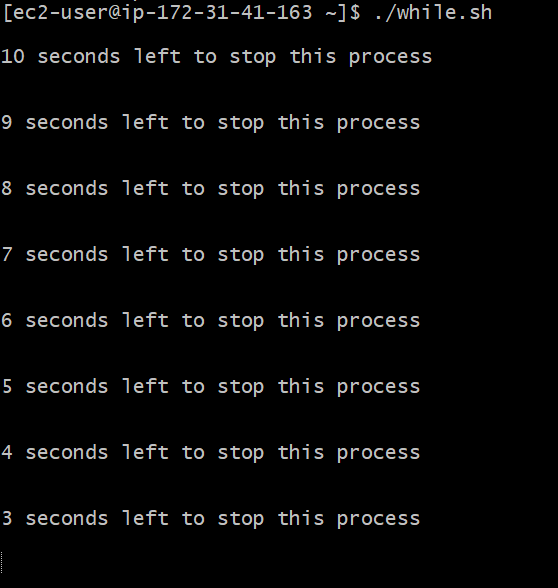 [ec2-user@ip-172-31-41-163 ~]$ ./while.sh
10 seconds left to stop this process
9 seconds left to stop this process
8 seconds left to stop this process
7 seconds left to stop this process
6 seconds left to stop this process
5 seconds left to stop this process
4 seconds left to stop this process
3 seconds left to stop this process